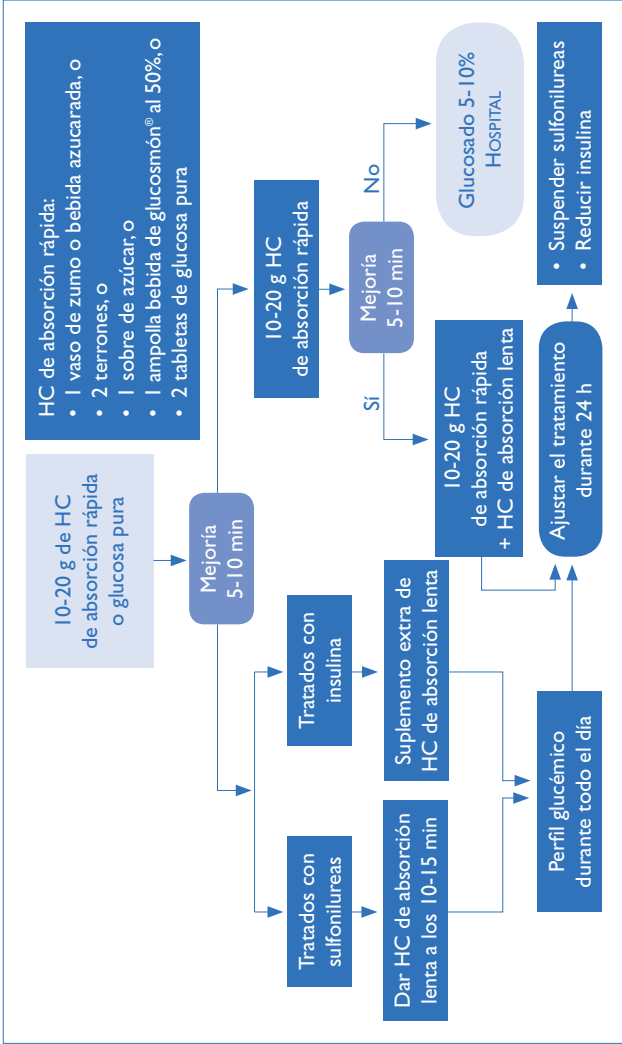 10-20 g de HC
de absorción rápida
o glucosa pura
HC de absorción rápida:
• 1 vaso de zumo o bebida azucarada, o
• 2 terrones, o
• 1 sobre de azúcar, o
• 1 ampolla bebida de glucosmón® al 50%, o
• 2 tabletas de glucosa pura
Mejoría
5-10 min
Tratados con
sulfonilureas
Tratados con
insulina
10-20 g HC
de absorción rápida
Dar HC de absorción
lenta a los 10-15 min
Suplemento extra de
HC de absorción lenta
Mejoría
5-10 min
Sí
No
10-20 g HC
de absorción rápida
+ HC de absorción lenta
Glucosado 5-10%
HOSPITAL
Perfil glucémico
durante todo el día
Ajustar el tratamiento
durante 24 h
• Suspender sulfonilureas
• Reducir insulina